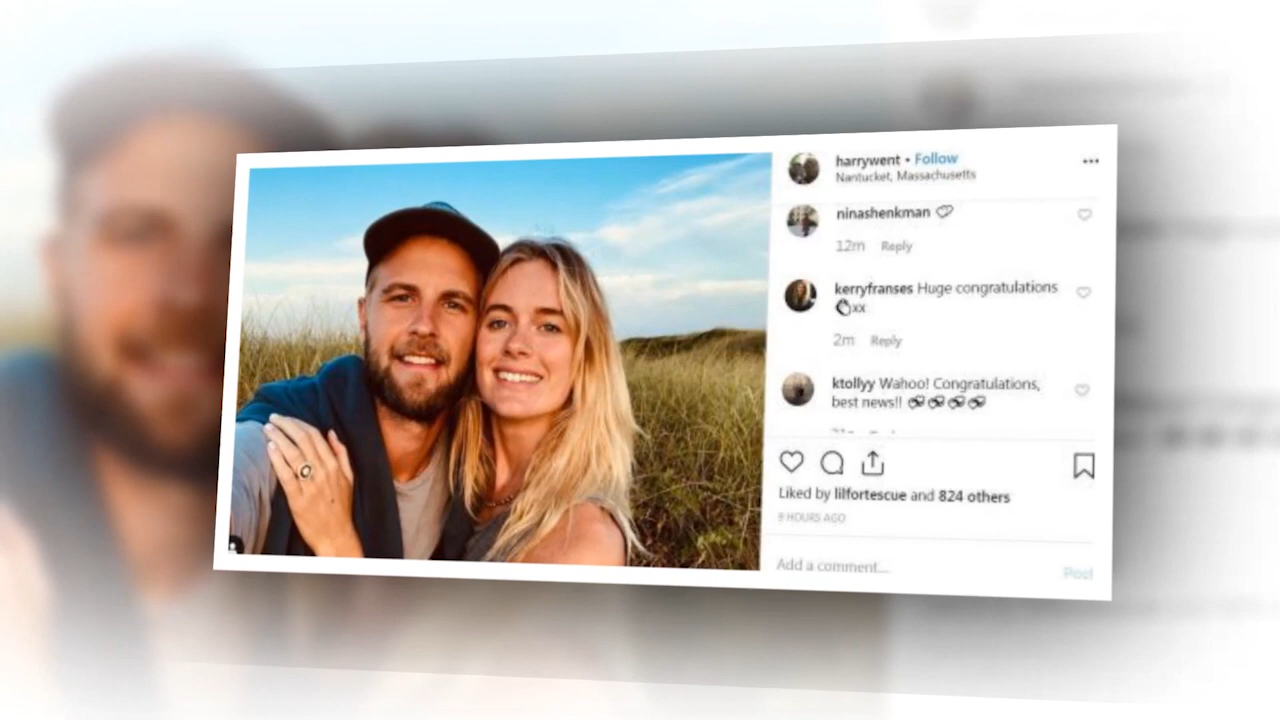 harrywent • Follow
Nantucket, Massachusetts
ninashenkman
12m Reply
kerryfranses Huge congratulations
xx
2m Reply
ktollyy Wahoo! Congratulations,
best news!!
Liked by lilfortescue and 824 others
9 HOURS AGO
Add a comment...
Post